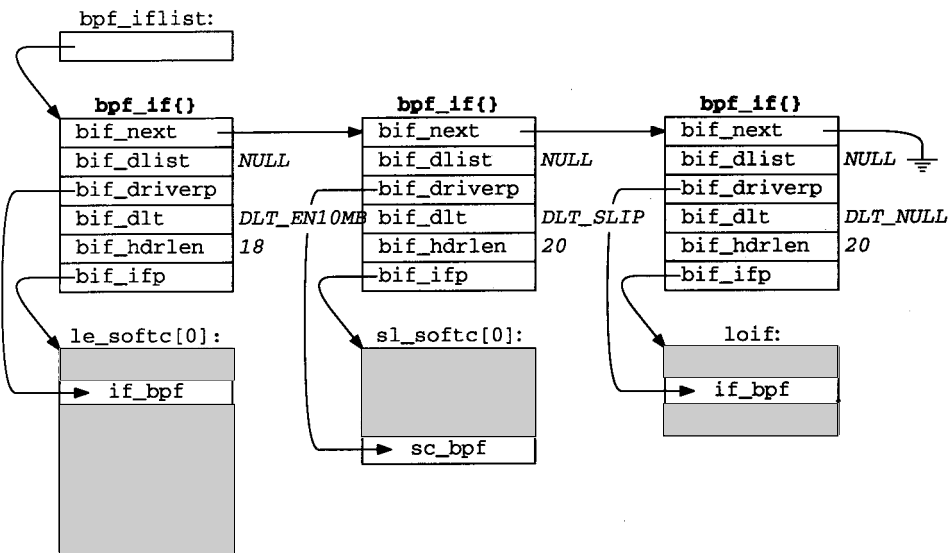 bpf_iflist:
bpf_if{} bpf_if{} bpf_if{}
bif_next bif_next bif_next
bif_dlist NULL bif_dlist NULL bif_dlist NULL
bif_driverp bif_driverp bif_driverp
bif_dlt DLT_EN10MB bif_dlt DLT_SLIP bif_dlt DLT_NULL
bif_hdrlen 18 bif_hdrlen 20 bif_hdrlen 20
bif_ifp bif_ifp bif_ifp
le_softc[0]: sl_softc[0]: loif:
if_bpf if_bpf
sc_bpf